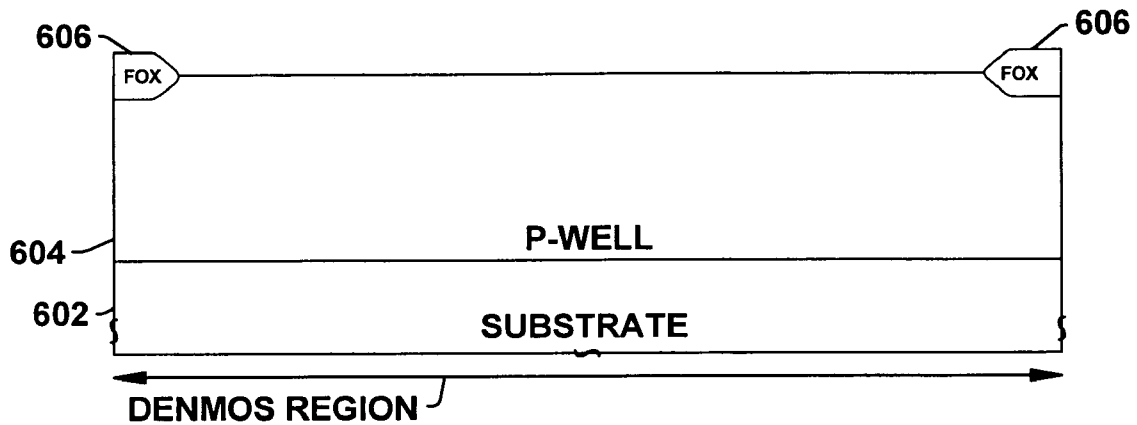 606
606
FOX
FOX
604
P-WELL
602
SUBSTRATE
DENMOS REGION